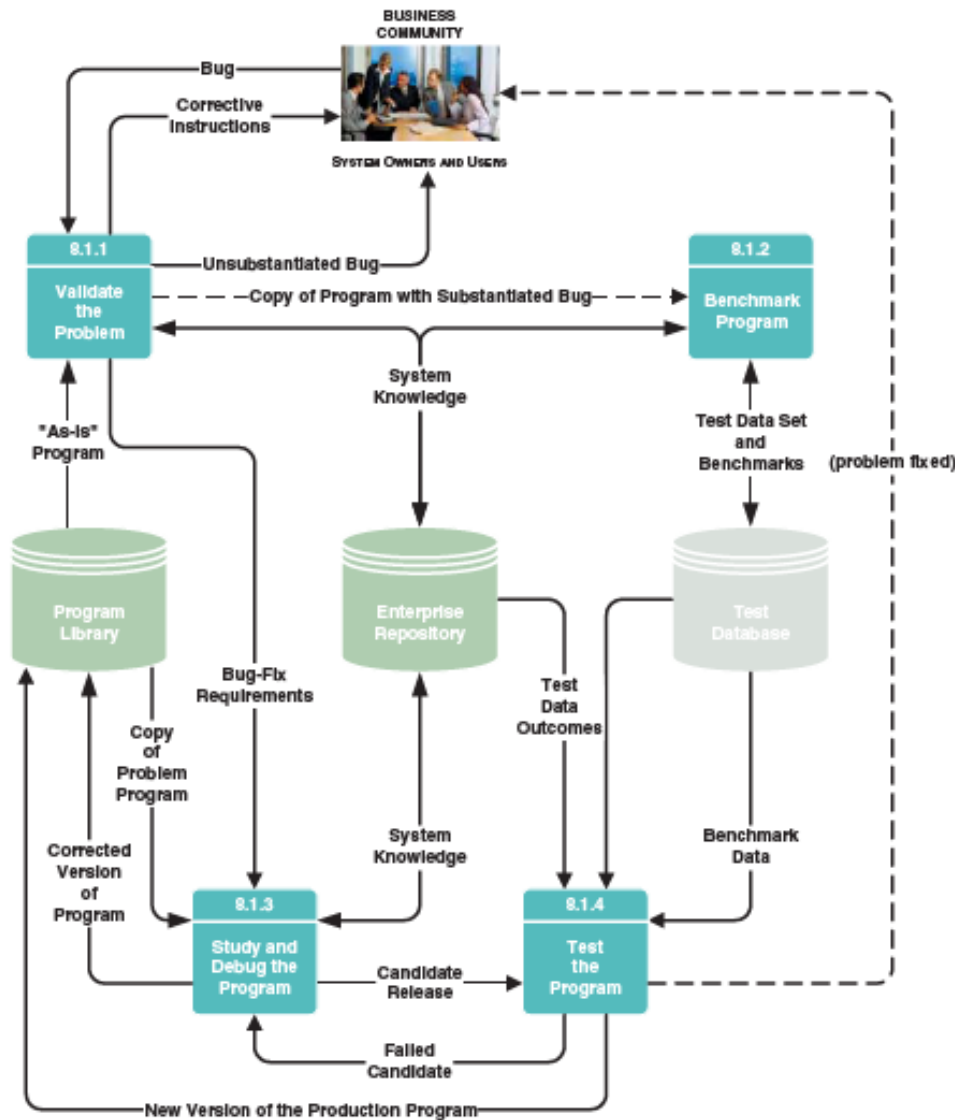 BUSINESS
COMMUNITY
Bug
Corrective
Instructions
SYSTEM OWNERS AND USERS
8.1.1
Validate
the
Problem
Unsubstantiated Bug
Copy of Program with Substantiated Bug
8.1.2
Benchmark
Program
System
Knowledge
"As-Is"
Program
Test Data Set
and
Benchmarks
(problem fixed)
Program
Library
Enterprise
Repository
Test
Database
Bug-Fix
Requirements
Test
Data
Outcomes
Copy
of
Problem
Program
Corrected
Version
of
Program
System
Knowledge
Benchmark
Data
8.1.3
Study and
Debug the
Program
Candidate
Release
8.1.4
Test
the
Program
Failed
Candidate
New Version of the Production Program